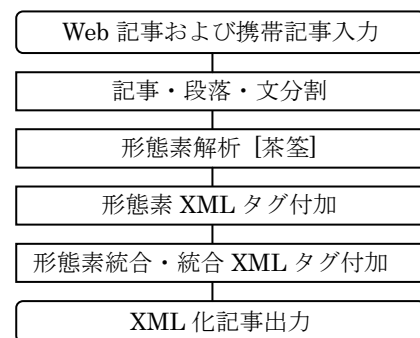 Web 記事および携帯記事入力
記事・段落・文分割
形態素解析 [茶筌]
形態素 XML タグ付加
形態素統合・統合 XML タグ付加
XML 化記事出力